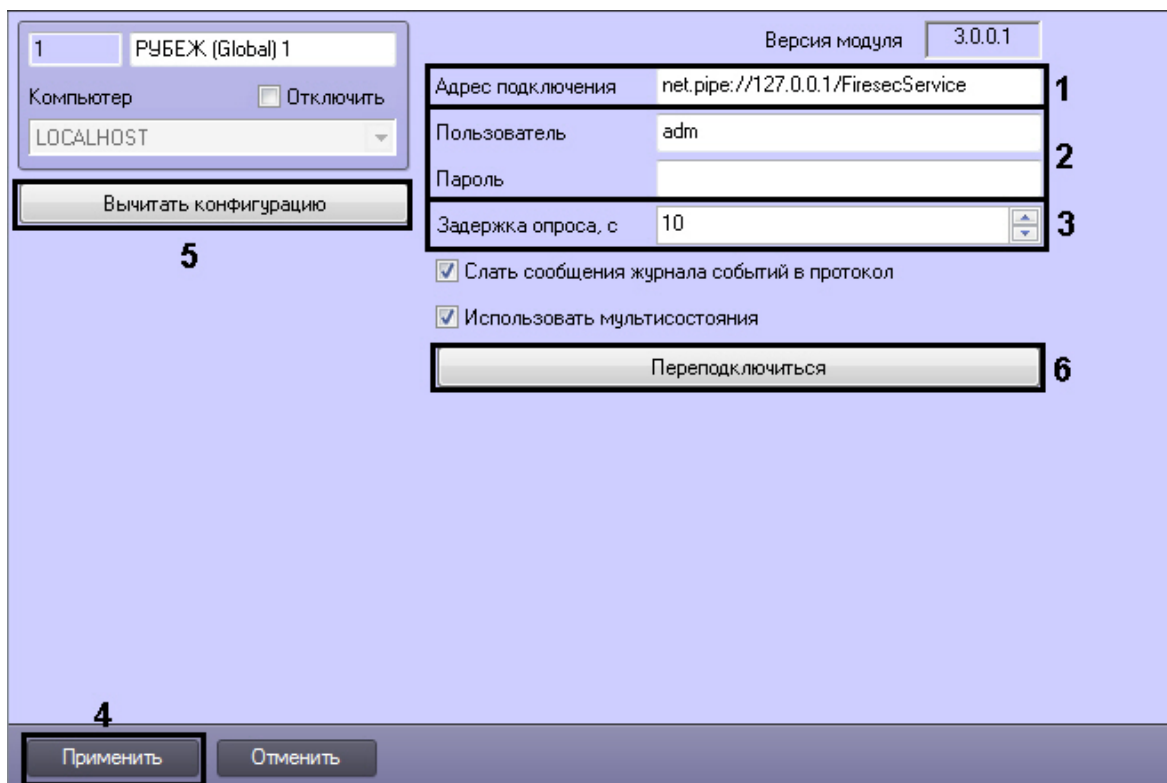 1 РУБЕЖ (Global) 1
Компьютер Отключить
LOCALHOST
Вычитать конфигурацию
5
Версия модуля 3.0.0.1
Адрес подключения net.pipe://127.0.0.1/FiresecService 1
Пользователь adm
2
Пароль
Задержка опроса, с 10 3
Слать сообщения журнала событий в протокол
Использовать мультисостояния
Переподключиться 6
4
Применить Отменить